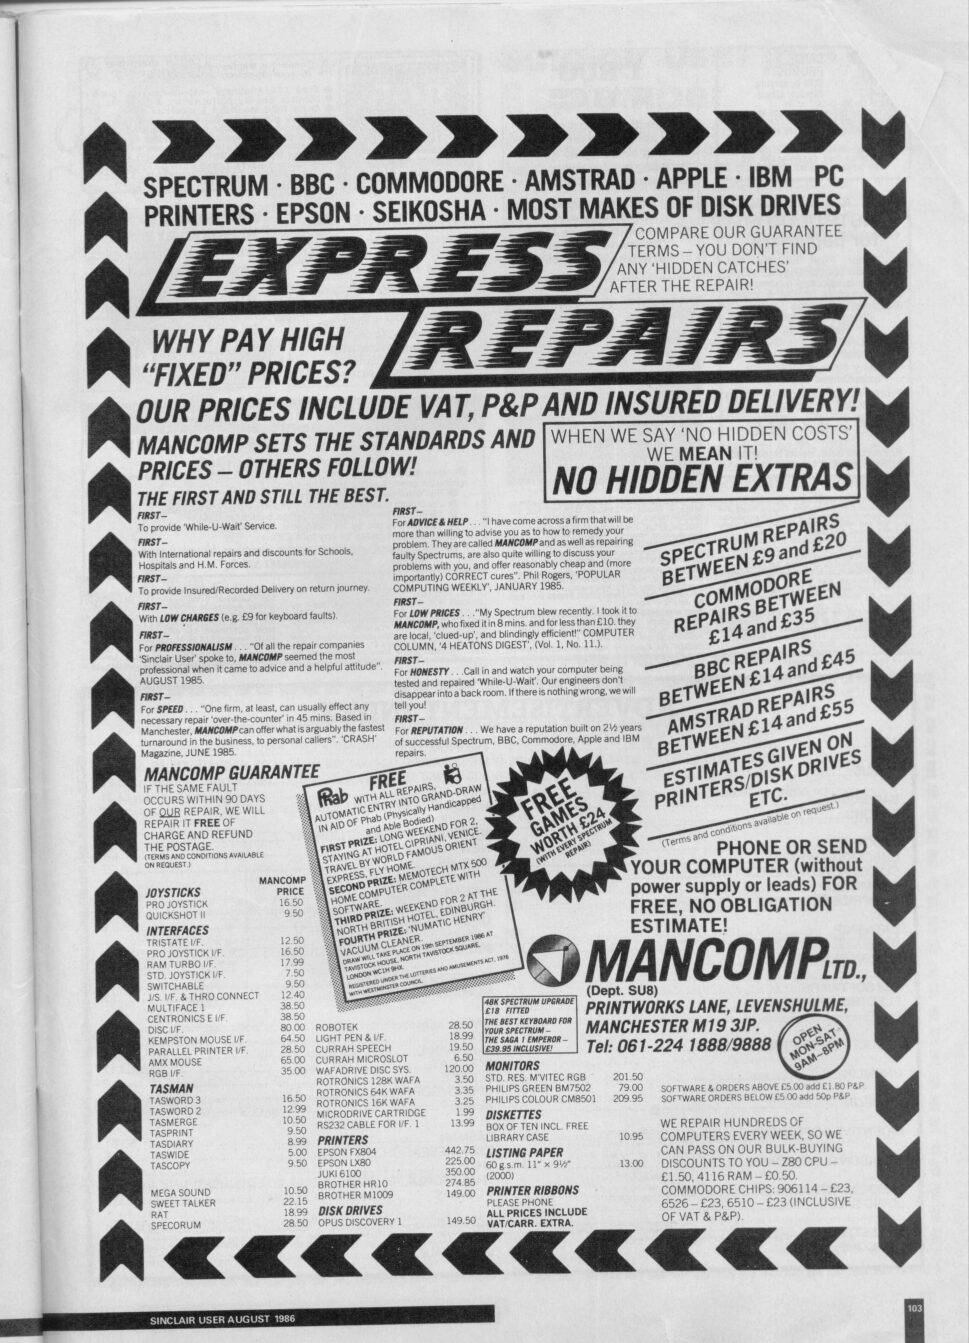 SPECTRUM · BBC · COMMODORE · AMSTRAD · APPLE · IBM PC
PRINTERS · EPSON · SEIKOSHA · MOST MAKES OF DISK DRIVES
EXPRESS
REPAIRS
COMPARE OUR GUARANTEE
TERMS – YOU DON'T FIND
ANY 'HIDDEN CATCHES'
AFTER THE REPAIR!
WHY PAY HIGH
"FIXED" PRICES?
OUR PRICES INCLUDE VAT, P&P AND INSURED DELIVERY!
MANCOMP SETS THE STANDARDS AND
PRICES – OTHERS FOLLOW!
WHEN WE SAY 'NO HIDDEN COSTS'
WE MEAN IT!
NO HIDDEN EXTRAS
THE FIRST AND STILL THE BEST.
FIRST–
To provide 'While-U-Wait' Service.
FIRST–
With International repairs and discounts for Schools,
Hospitals and H.M. Forces.
FIRST–
To provide Insured/Recorded Delivery on return journey.
FIRST–
With LOW CHARGES (e.g. £9 for keyboard faults).
FIRST–
For PROFESSIONALISM . . . "Of all the repair companies
'Sinclair User' spoke to, MANCOMP seemed the most
professional when it came to advice and a helpful attitude".
AUGUST 1985.
FIRST–
For SPEED . . . "One firm, at least, can usually effect any
necessary repair 'over-the-counter' in 45 mins. Based in
Manchester, MANCOMP can offer what is arguably the fastest
turnaround in the business, to personal callers". 'CRASH'
Magazine, JUNE 1985.
FIRST–
For ADVICE & HELP . . . "I have come across a firm that will be
more than willing to advise you as to how to remedy your
problem. They are called MANCOMP and as well as repairing
faulty Spectrums, are also quite willing to discuss your
problems with you, and offer reasonably cheap and (more
importantly) CORRECT cures". Phil Rogers, 'POPULAR
COMPUTING WEEKLY', JANUARY 1985.
FIRST–
For LOW PRICES . . . "My Spectrum blew recently. I took it to
MANCOMP, who fixed it in 8 mins. and for less than £10. they
are local, 'clued-up', and blindingly efficient!" COMPUTER
COLUMN, '4 HEATONS DIGEST', (Vol. 1, No. 11.).
FIRST–
For HONESTY . . . Call in and watch your computer being
tested and repaired 'While-U-Wait'. Our engineers don't
disappear into a back room. If there is nothing wrong, we will
tell you!
FIRST–
For REPUTATION . . . We have a reputation built on 2½ years
of successful Spectrum, BBC, Commodore, Apple and IBM
repairs.
SPECTRUM REPAIRS
BETWEEN £9 and £20
COMMODORE
REPAIRS BETWEEN
£14 and £35
BBC REPAIRS
BETWEEN £14 and £45
AMSTRAD REPAIRS
BETWEEN £14 and £55
ESTIMATES GIVEN ON
PRINTERS/DISK DRIVES
ETC.
(Terms and conditions available on request.)
MANCOMP GUARANTEE
IF THE SAME FAULT
OCCURS WITHIN 90 DAYS
OF OUR REPAIR, WE WILL
REPAIR IT FREE OF
CHARGE AND REFUND
THE POSTAGE.
(TERMS AND CONDITIONS AVAILABLE
ON REQUEST.)
Phab
FREE
WITH ALL REPAIRS,
AUTOMATIC ENTRY INTO GRAND-DRAW
IN AID OF Phab (Physically Handicapped
and Able Bodied)
FIRST PRIZE: LONG WEEKEND FOR 2,
STAYING AT HOTEL CIPRIANI, VENICE.
TRAVEL BY WORLD FAMOUS ORIENT
EXPRESS, FLY HOME.
SECOND PRIZE: MEMOTECH MTX 500
HOME COMPUTER COMPLETE WITH
SOFTWARE.
THIRD PRIZE: WEEKEND FOR 2 AT THE
NORTH BRITISH HOTEL, EDINBURGH.
FOURTH PRIZE: 'NUMATIC HENRY'
VACUUM CLEANER.
DRAW WILL TAKE PLACE ON 19th SEPTEMBER 1986 AT
TAVISTOCK HOUSE, NORTH TAVISTOCK SQUARE,
LONDON WC1H 9HX.
REGISTERED UNDER THE LOTTERIES AND AMUSEMENTS ACT, 1976
WITH WESTMINSTER COUNCIL.
FREE
GAMES
WORTH £24
(WITH EVERY SPECTRUM
REPAIR)
PHONE OR SEND
YOUR COMPUTER (without
power supply or leads) FOR
FREE, NO OBLIGATION
ESTIMATE!
MANCOMP LTD.,
(Dept. SU8)
PRINTWORKS LANE, LEVENSHULME,
MANCHESTER M19 3JP.
Tel: 061-224 1888/9888
OPEN
MON-SAT
9AM–8PM
MANCOMP
PRICE
JOYSTICKS
PRO JOYSTICK 16.50
QUICKSHOT II 9.50
INTERFACES
TRISTATE I/F. 12.50
PRO JOYSTICK I/F. 16.50
RAM TURBO I/F. 17.99
STD. JOYSTICK I/F. 7.50
SWITCHABLE 9.50
J/S. I/F. & THRO CONNECT 12.40
MULTIFACE 1 38.50
CENTRONICS E I/F. 38.50
DISC I/F. 80.00
KEMPSTON MOUSE I/F. 64.50
PARALLEL PRINTER I/F. 28.50
AMX MOUSE 65.00
RGB I/F. 35.00
TASMAN
TASWORD 3 16.50
TASWORD 2 12.99
TASMERGE 10.50
TASPRINT 9.50
TASDIARY 8.99
TASWIDE 5.00
TASCOPY 9.50
MEGA SOUND 10.50
SWEET TALKER 22.15
RAT 18.99
SPECORUM 28.50
ROBOTEK 28.50
LIGHT PEN & I/F. 18.99
CURRAH SPEECH 19.50
CURRAH MICROSLOT 6.50
WAFADRIVE DISC SYS. 120.00
ROTRONICS 128K WAFA 3.50
ROTRONICS 64K WAFA 3.35
ROTRONICS 16K WAFA 3.25
MICRODRIVE CARTRIDGE 1.99
RS232 CABLE FOR I/F. 1 13.99
PRINTERS
EPSON FX804 442.75
EPSON LX80 225.00
JUKI 6100 350.00
BROTHER HR10 274.85
BROTHER M1009 149.00
DISK DRIVES
OPUS DISCOVERY 1 149.50
48K SPECTRUM UPGRADE
£18 FITTED
THE BEST KEYBOARD FOR
YOUR SPECTRUM –
THE SAGA 1 EMPEROR –
£39.95 INCLUSIVE!
MONITORS
STD. RES. M'VITEC RGB 201.50
PHILIPS GREEN BM7502 79.00
PHILIPS COLOUR CM8501 209.95
DISKETTES
BOX OF TEN INCL. FREE
LIBRARY CASE 10.95
LISTING PAPER
60 g.s.m. 11" × 9½" 13.00
(2000)
PRINTER RIBBONS
PLEASE PHONE
ALL PRICES INCLUDE
VAT/CARR. EXTRA.
SOFTWARE & ORDERS ABOVE £5.00 add £1.80 P&P
SOFTWARE ORDERS BELOW £5.00 add 50p P&P.
WE REPAIR HUNDREDS OF
COMPUTERS EVERY WEEK, SO WE
CAN PASS ON OUR BULK-BUYING
DISCOUNTS TO YOU – Z80 CPU –
£1.50, 4116 RAM – £0.50.
COMMODORE CHIPS: 906114 – £23,
6526 – £23, 6510 – £23 (INCLUSIVE
OF VAT & P&P).
SINCLAIR USER AUGUST 1986
103